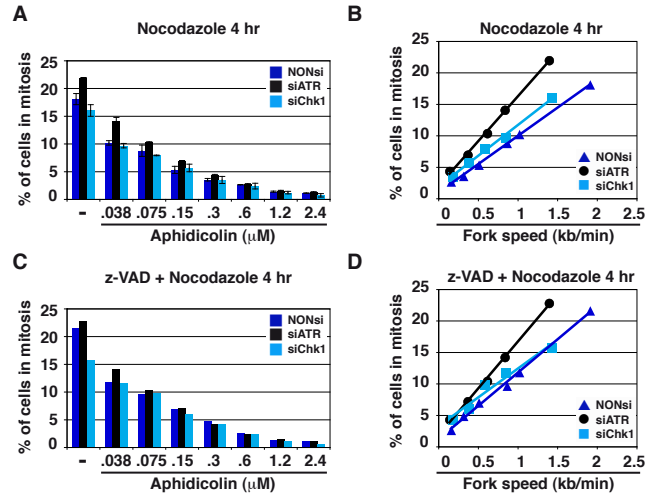 A
Nocodazole 4 hr
% of cells in mitosis
25
20
15
10
5
0
NONsi
siATR
siChk1
- .038 .075 .15 .3 .6 1.2 2.4
Aphidicolin (μM)
B
Nocodazole 4 hr
% of cells in mitosis
25
20
15
10
5
0
NONsi
siATR
siChk1
0 0.5 1 1.5 2 2.5
Fork speed (kb/min)
C
z-VAD + Nocodazole 4 hr
% of cells in mitosis
25
20
15
10
5
0
NONsi
siATR
siChk1
- .038 .075 .15 .3 .6 1.2 2.4
Aphidicolin (μM)
D
z-VAD + Nocodazole 4 hr
% of cells in mitosis
25
20
15
10
5
0
NONsi
siATR
siChk1
0 0.5 1 1.5 2 2.5
Fork speed (kb/min)